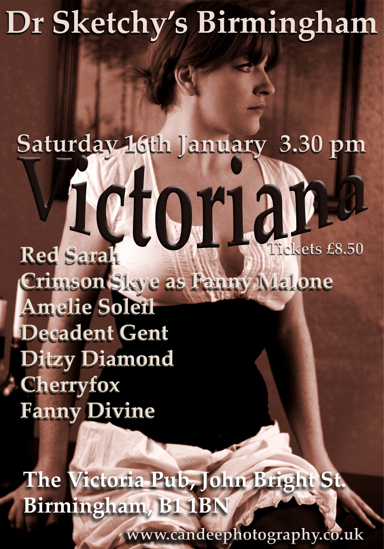 Dr Sketchy's Birmingham
Saturday 16th January 3.30 pm
Victoriana
Tickets £8.50
Red Sarah
Crimson Skye as Fanny Malone
Amelie Soleil
Decadent Gent
Ditzy Diamond
Cherryfox
Fanny Divine
The Victoria Pub, John Bright St.
Birmingham, B1 1BN
www.candeephotography.co.uk